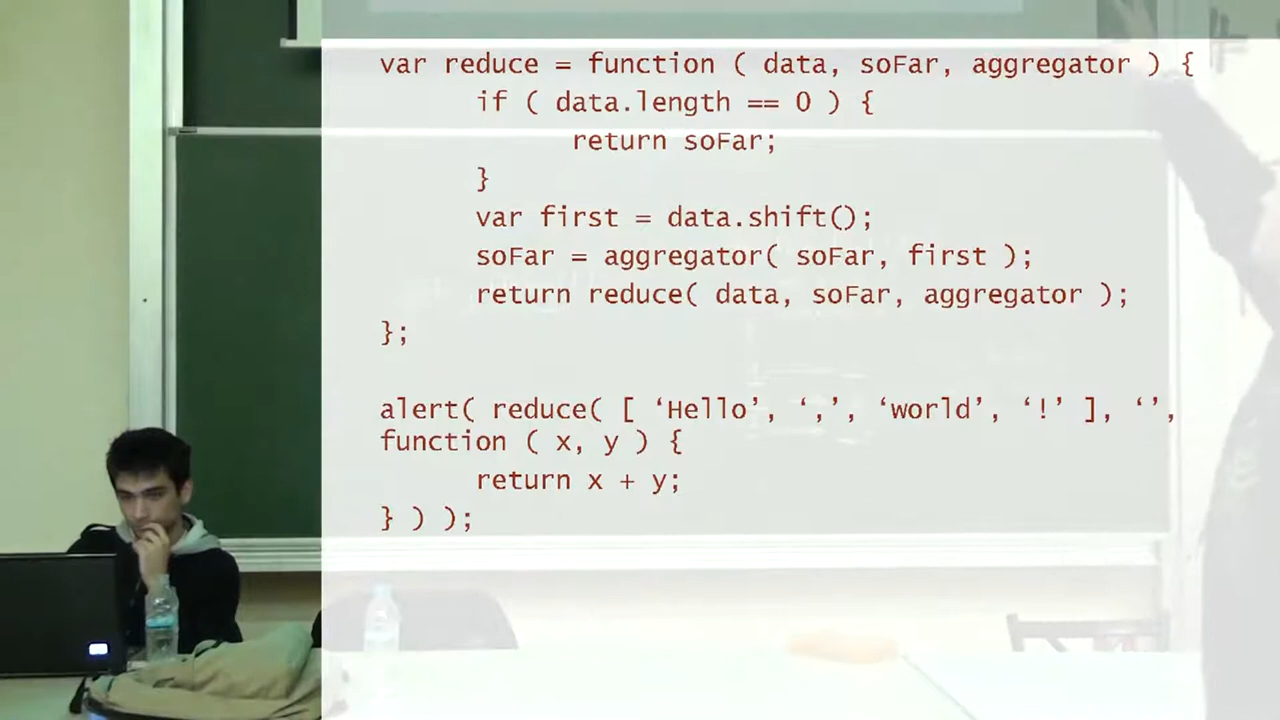 var reduce = function ( data, soFar, aggregator ) {
if ( data.length == 0 ) {
return soFar;
}
var first = data.shift();
soFar = aggregator( soFar, first );
return reduce( data, soFar, aggregator );
};
alert( reduce( [ ‘Hello’, ‘,’, ‘world’, ‘!’ ], ‘’,
function ( x, y ) {
return x + y;
} ) );